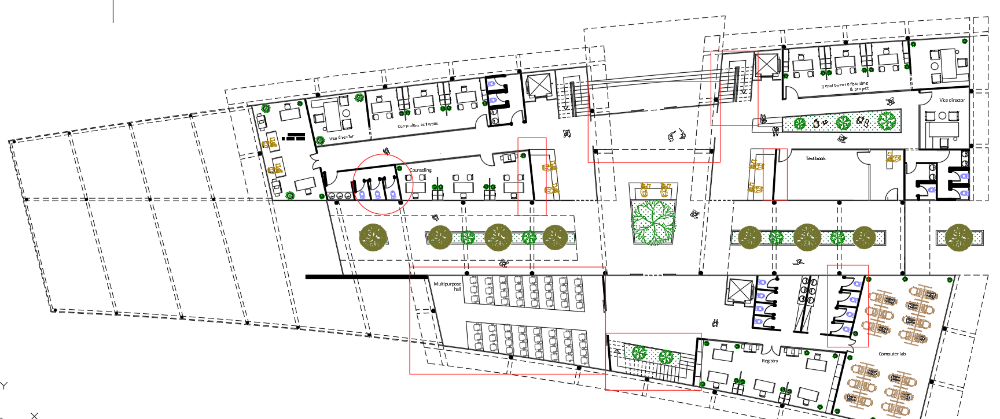 Department of building
& project
Vice director
curriculum activities
Vice director
Textbook
Counseling
Multipurpose
hall
Computer lab
Registry
Y
X